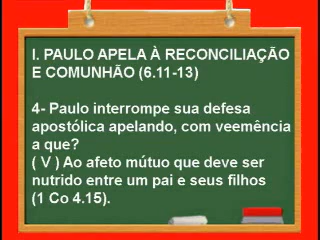 I. PAULO APELA À RECONCILIAÇÃO
E COMUNHÃO (6.11-13)
4- Paulo interrompe sua defesa
apostólica apelando, com veemência
a que?
( V ) Ao afeto mútuo que deve ser
nutrido entre um pai e seus filhos
(1 Co 4.15).